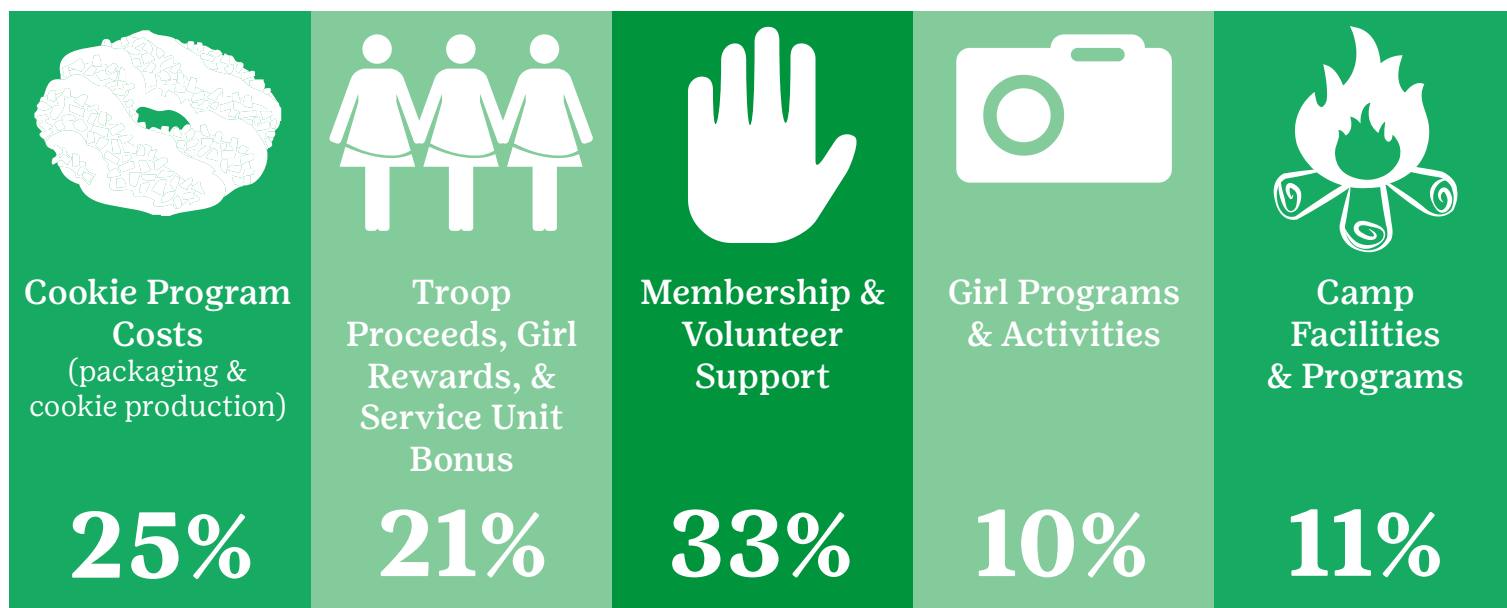 Cookie Program
Costs
(packaging &
cookie production)
25%
Troop
Proceeds, Girl
Rewards, &
Service Unit
Bonus
21%
Membership &
Volunteer
Support
33%
Girl Programs
& Activities
10%
Camp
Facilities
& Programs
11%